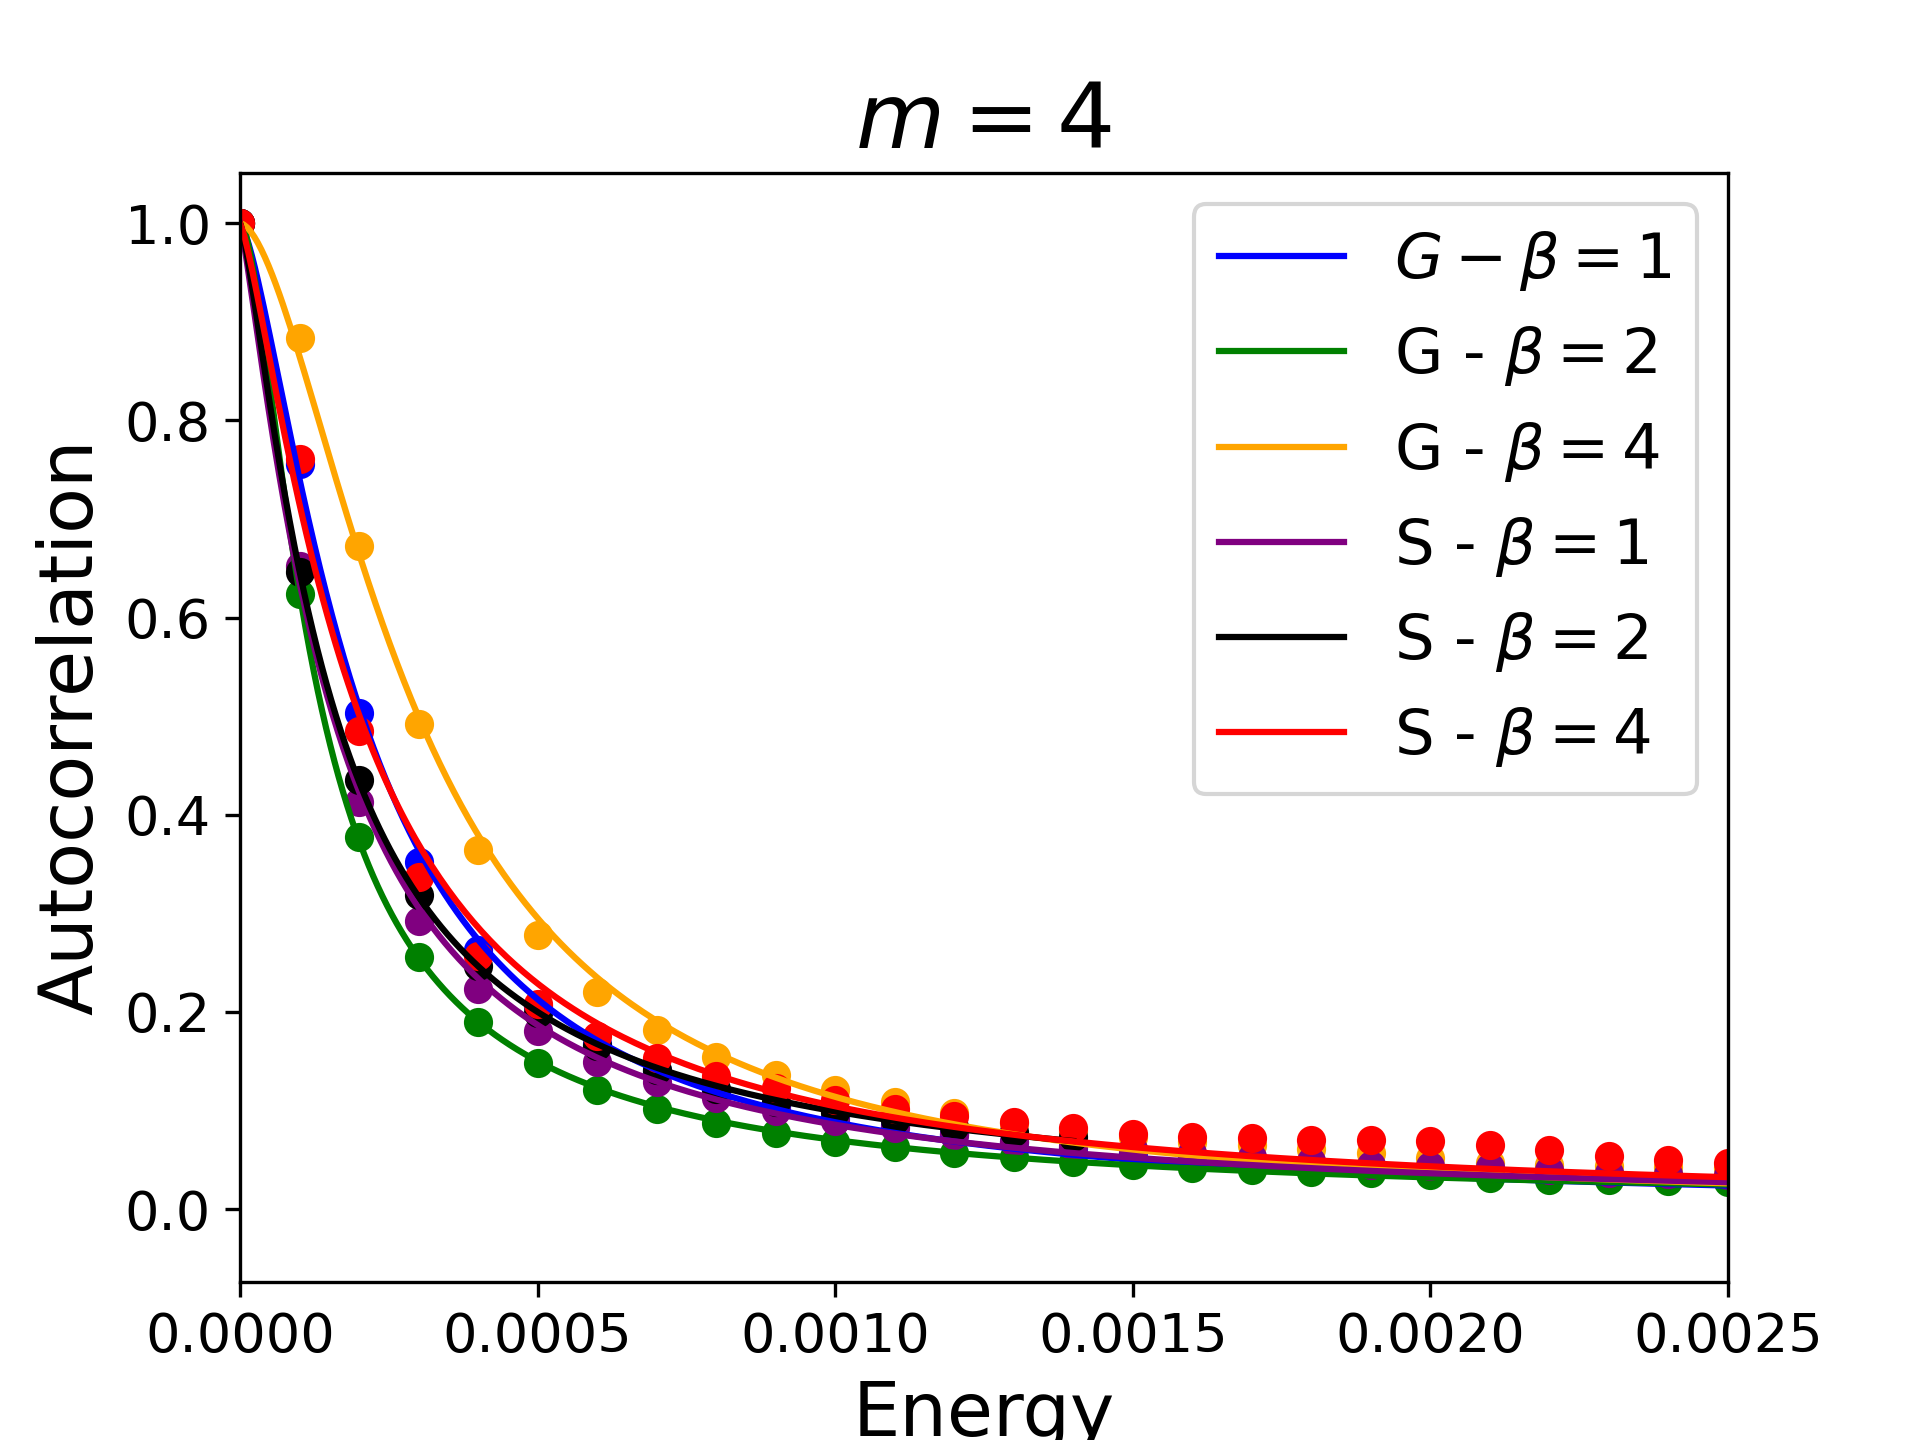 m = 4
Autocorrelation
1.0
0.8
0.6
0.4
0.2
0.0
G − β = 1
G - β = 2
G - β = 4
S - β = 1
S - β = 2
S - β = 4
0.0000 0.0005 0.0010 0.0015 0.0020 0.0025
Energy